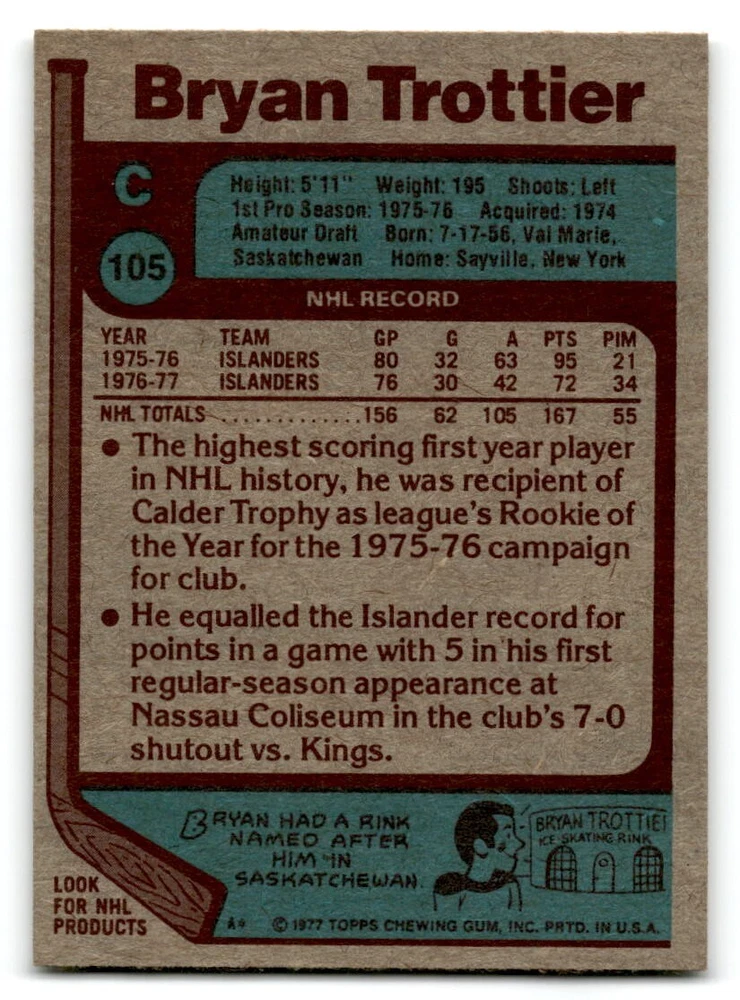 Bryan Trottier
C
Height: 5'11" Weight: 195 Shoots: Left
1st Pro Season: 1975-76 Acquired: 1974
Amateur Draft Born: 7-17-56, Val Marie,
Saskatchewan Home: Sayville, New York
105
NHL RECORD
YEAR TEAM GP G A PTS PIM
1975-76 ISLANDERS 80 32 63 95 21
1976-77 ISLANDERS 76 30 42 72 34
NHL TOTALS .............156 62 105 167 55
● The highest scoring first year player
in NHL history, he was recipient of
Calder Trophy as league's Rookie of
the Year for the 1975-76 campaign
for club.
● He equalled the Islander record for
points in a game with 5 in his first
regular-season appearance at
Nassau Coliseum in the club's 7-0
shutout vs. Kings.
BRYAN HAD A RINK
NAMED AFTER
HIM IN
SASKATCHEWAN.
BRYAN TROTTIER
ICE SKATING RINK
LOOK
FOR NHL
PRODUCTS
A* © 1977 TOPPS CHEWING GUM, INC. PRTD. IN U.S.A.